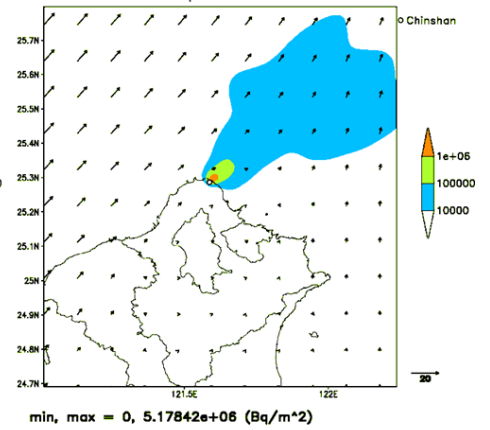 25.7N
Chinshan
25.6N
25.5N
25.4N
1e+06
25.3N
100000
25.2N
10000
25.1N
25N
24.9N
24.8N
24.7N
20
121.5E 122E
min, max = 0, 5.17842e+06 (Bq/m^2)